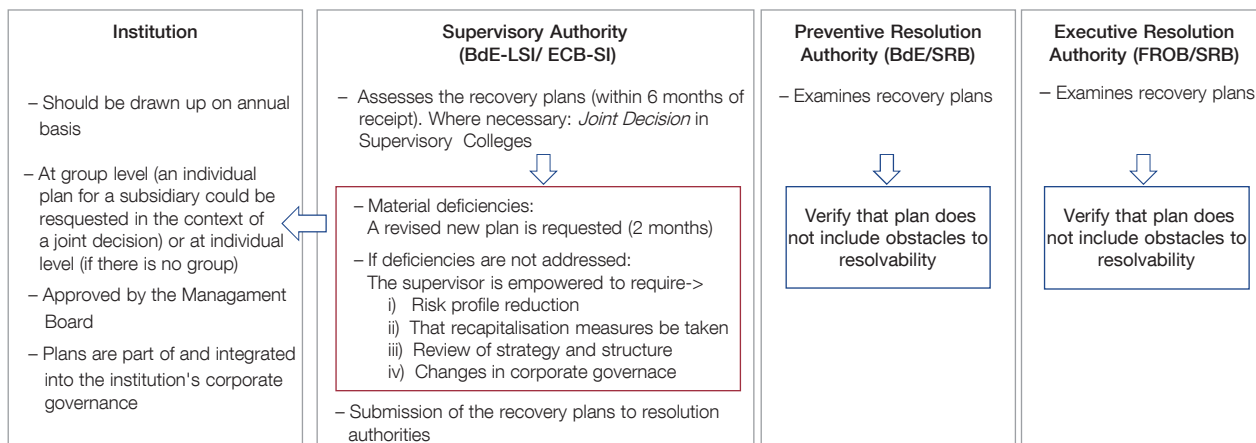 Institution
– Should be drawn up on annual
basis
– At group level (an individual
plan for a subsidiary could be
resquested in the context of
a joint decision) or at individual
level (if there is no group)
– Approved by the Managament
Board
– Plans are part of and integrated
into the institution's corporate
governance
Supervisory Authority
(BdE-LSI/ ECB-SI)
– Assesses the recovery plans (within 6 months of
receipt). Where necessary: Joint Decision in
Supervisory Colleges
– Material deficiencies:
A revised new plan is requested (2 months)
– If deficiencies are not addressed:
The supervisor is empowered to require->
i) Risk profile reduction
ii) That recapitalisation measures be taken
iii) Review of strategy and structure
iv) Changes in corporate governace
– Submission of the recovery plans to resolution
authorities
Preventive Resolution
Authority (BdE/SRB)
– Examines recovery plans
Verify that plan does
not include obstacles to
resolvability
Executive Resolution
Authority (FROB/SRB)
– Examines recovery plans
Verify that plan does
not include obstacles to
resolvability